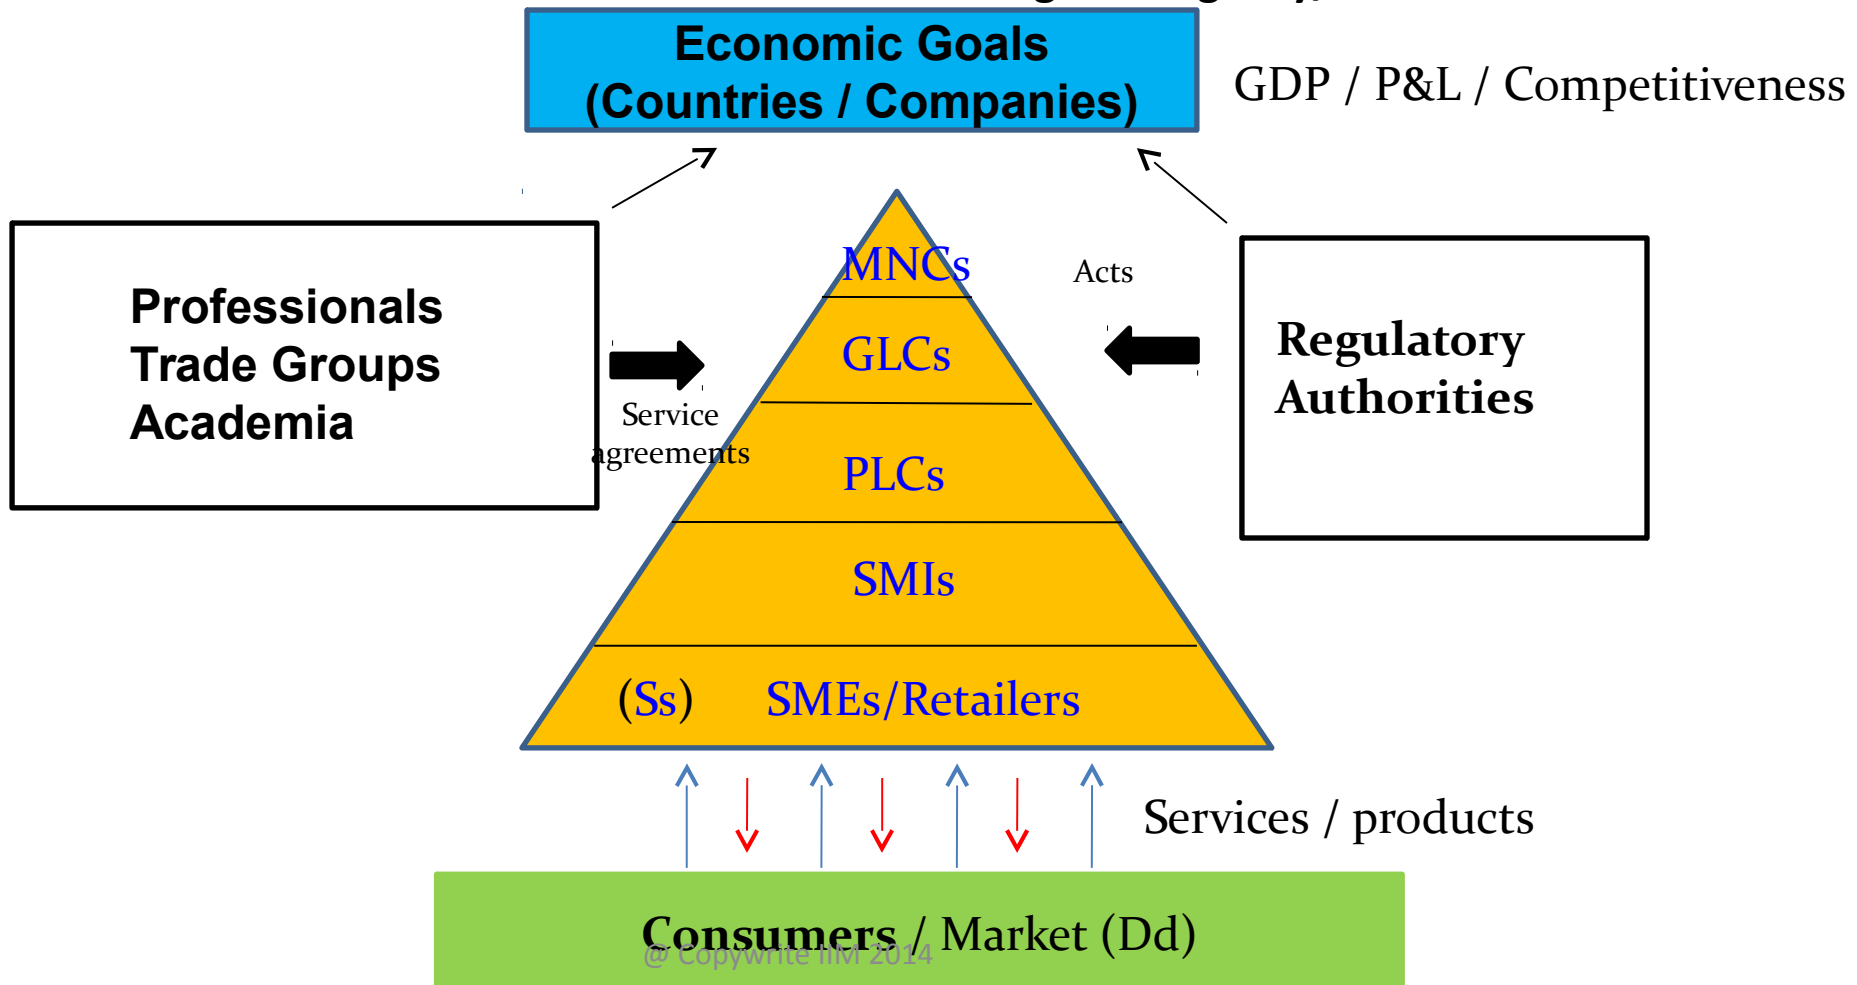 Economic Goals
(Countries / Companies)
GDP / P&L / Competitiveness
MNCs
Acts
Professionals
Trade Groups
Academia
GLCs
Regulatory
Authorities
Service
agreements
PLCs
SMIs
(Ss) SMEs/Retailers
Services / products
Consumers / Market (Dd)
@ Copywrite IIM 2014